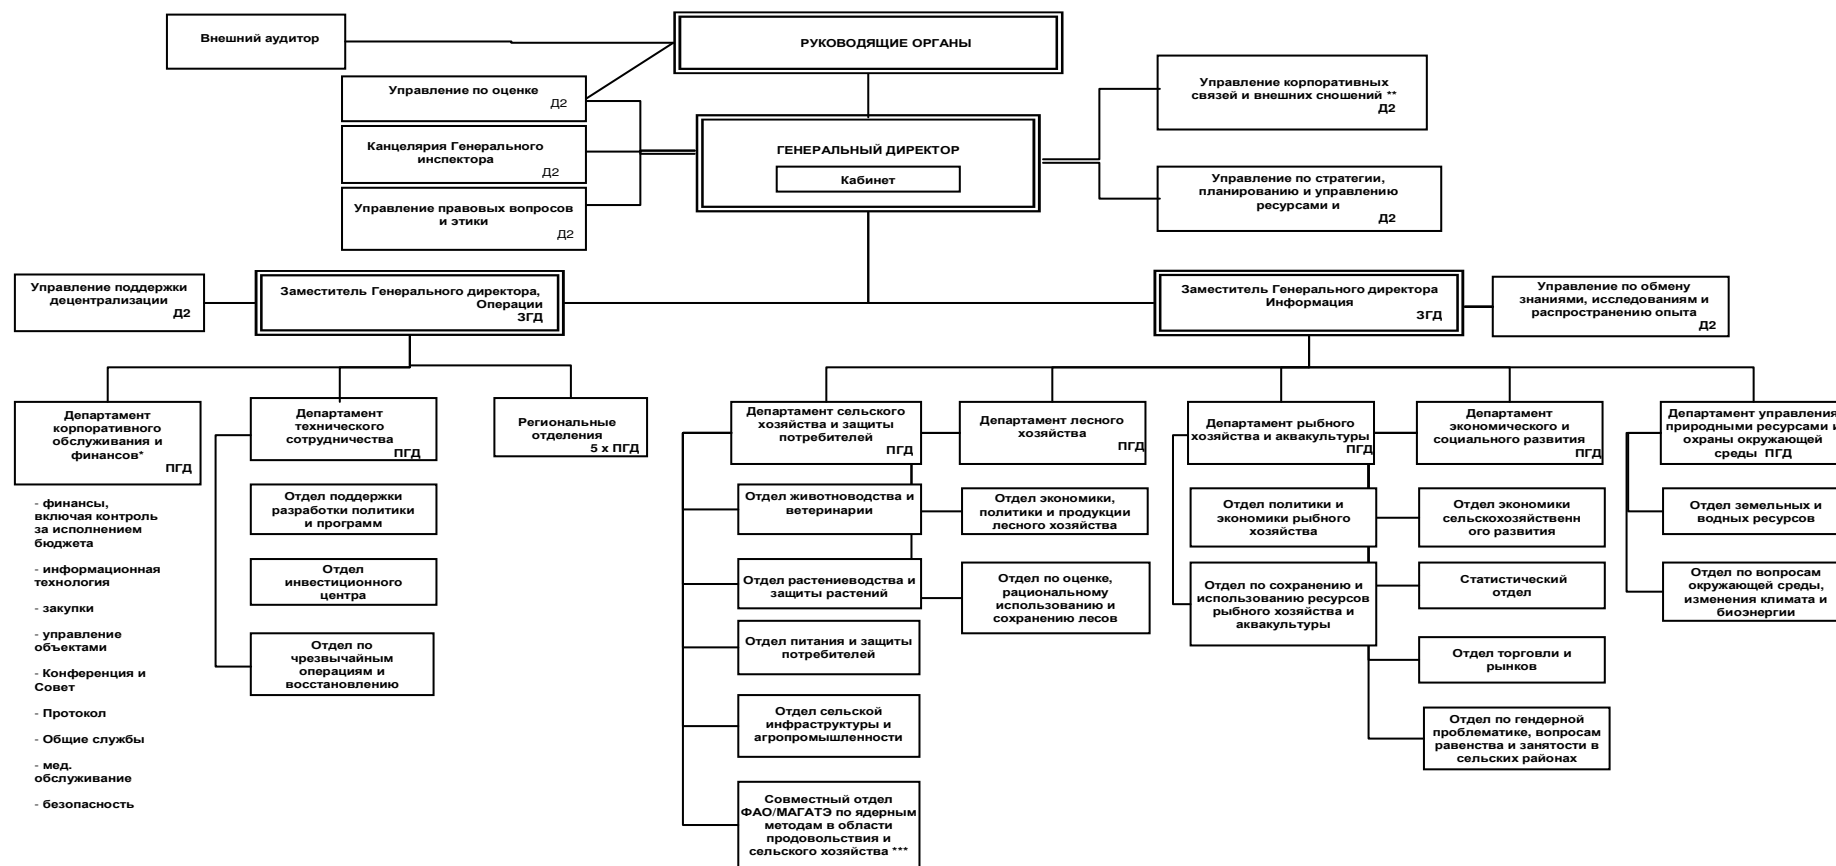 Внешний аудитор
РУКОВОДЯЩИЕ ОРГАНЫ
Управление по оценке
Д2
Канцелярия Генерального
инспектора
Д2
Управление правовых вопросов
и этики
Д2
ГЕНЕРАЛЬНЫЙ ДИРЕКТОР
Кабинет
Управление корпоративных
связей и внешних сношений **
Д2
Управление по стратегии,
планированию и управлению
ресурсами и
Д2
Управление поддержки
децентрализации
Д2
Заместитель Генерального директора,
Операции
ЗГД
Заместитель Генерального директора
Информация
ЗГД
Управление по обмену
знаниями, исследованиям и
распространению опыта
Д2
Департамент
корпоративного
обслуживания и
финансов*
ПГД
- финансы,
включая контроль
за исполнением
бюджета
- информационная
технология
- закупки
- управление
объектами
- Конференция и
Совет
- Протокол
- Общие службы
- мед.
обслуживание
- безопасность
Департамент
технического
сотрудничества
ПГД
Отдел поддержки
разработки политики
и программ
Отдел
инвестиционного
центра
Отдел по
чрезвычайным
операциям и
восстановлению
Региональные
отделения
5 х ПГД
Департамент сельского
хозяйства и защиты
потребителей
ПГД
Отдел животноводства и
ветеринарии
Отдел растениеводства и
защиты растений
Отдел питания и защиты
потребителей
Отдел сельской
инфраструктуры и
агропромышленности
Совместный отдел
ФАО/МАГАТЭ по ядерным
методам в области
продовольствия и
сельского хозяйства ***
Департамент лесного
хозяйства
ПГД
Отдел экономики,
политики и продукции
лесного хозяйства
Отдел по оценке,
рациональному
использованию и
сохранению лесов
Департамент рыбного
хозяйства и аквакультуры
ПГД
Отдел политики и
экономики рыбного
хозяйства
Отдел по сохранению и
использованию ресурсов
рыбного хозяйства и
аквакультуры
Департамент
экономического и
социального развития
ПГД
Отдел экономики
сельскохозяйственн
ого развития
Статистический
отдел
Отдел торговли и
рынков
Отдел по гендерной
проблематике, вопросам
равенства и занятости в
сельских районах
Департамент управления
природными ресурсами и
охраны окружающей
среды ПГД
Отдел земельных и
водных ресурсов
Отдел по вопросам
окружающей среды,
изменения климата и
биоэнергии